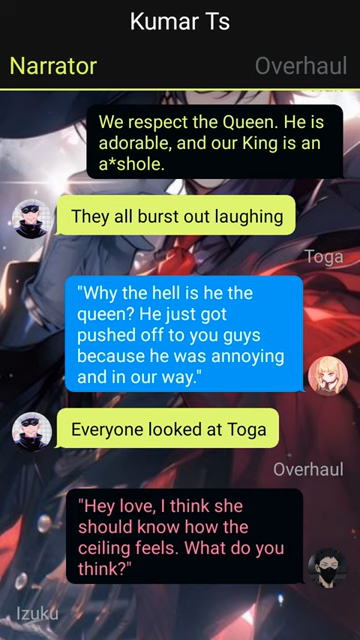 Kumar Ts
Narrator
Overhaul
We respect the Queen. He is
adorable, and our King is an
a*shole.
They all burst out laughing
Toga
"Why the hell is he the
queen? He just got
pushed off to you guys
because he was annoying
and in our way."
Everyone looked at Toga
Overhaul
"Hey love, I think she
should know how the
ceiling feels. What do you
think?"
Izuku